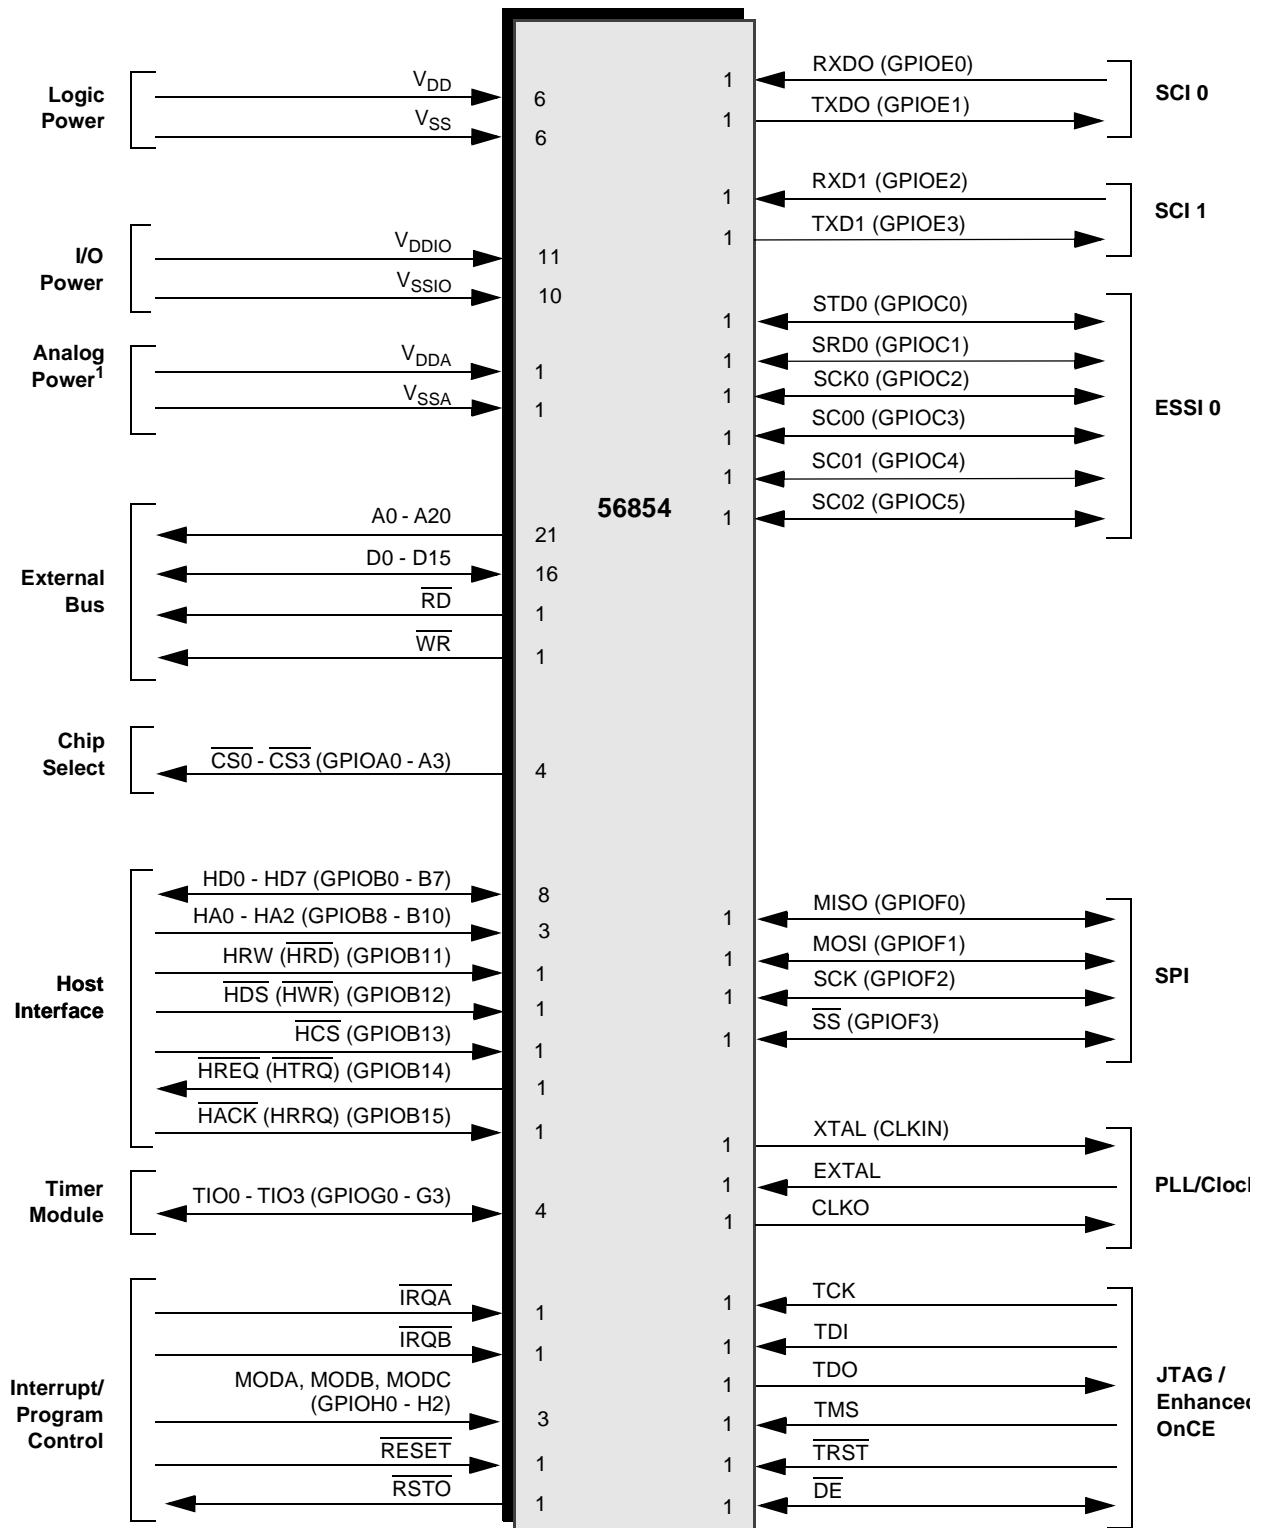 Logic
Power
VDD
6
VSS
6
I/O
Power
VDDIO
11
VSSIO
10
Analog
Power1
VDDA
1
VSSA
1
External
Bus
A0 - A20
21
D0 - D15
16
RD
1
WR
1
Chip
Select
CS0 - CS3 (GPIOA0 - A3)
4
Host
Interface
HD0 - HD7 (GPIOB0 - B7)
8
HA0 - HA2 (GPIOB8 - B10)
3
HRW (HRD) (GPIOB11)
1
HDS (HWR) (GPIOB12)
1
HCS (GPIOB13)
1
HREQ (HTRQ) (GPIOB14)
1
HACK (HRRQ) (GPIOB15)
1
Timer
Module
TIO0 - TIO3 (GPIOG0 - G3)
4
Interrupt/
Program
Control
IRQA
1
IRQB
1
MODA, MODB, MODC
(GPIOH0 - H2)
3
RESET
1
RSTO
1
56854
1
RXDO (GPIOE0)
1
TXDO (GPIOE1)
SCI 0
1
RXD1 (GPIOE2)
1
TXD1 (GPIOE3)
SCI 1
1
STD0 (GPIOC0)
1
SRD0 (GPIOC1)
1
SCK0 (GPIOC2)
1
SC00 (GPIOC3)
1
SC01 (GPIOC4)
1
SC02 (GPIOC5)
ESSI 0
1
MISO (GPIOF0)
1
MOSI (GPIOF1)
1
SCK (GPIOF2)
1
SS (GPIOF3)
SPI
1
XTAL (CLKIN)
1
EXTAL
1
CLKO
PLL/Cloc
1
TCK
1
TDI
1
TDO
1
TMS
1
TRST
1
DE
JTAG /
Enhance
OnCE